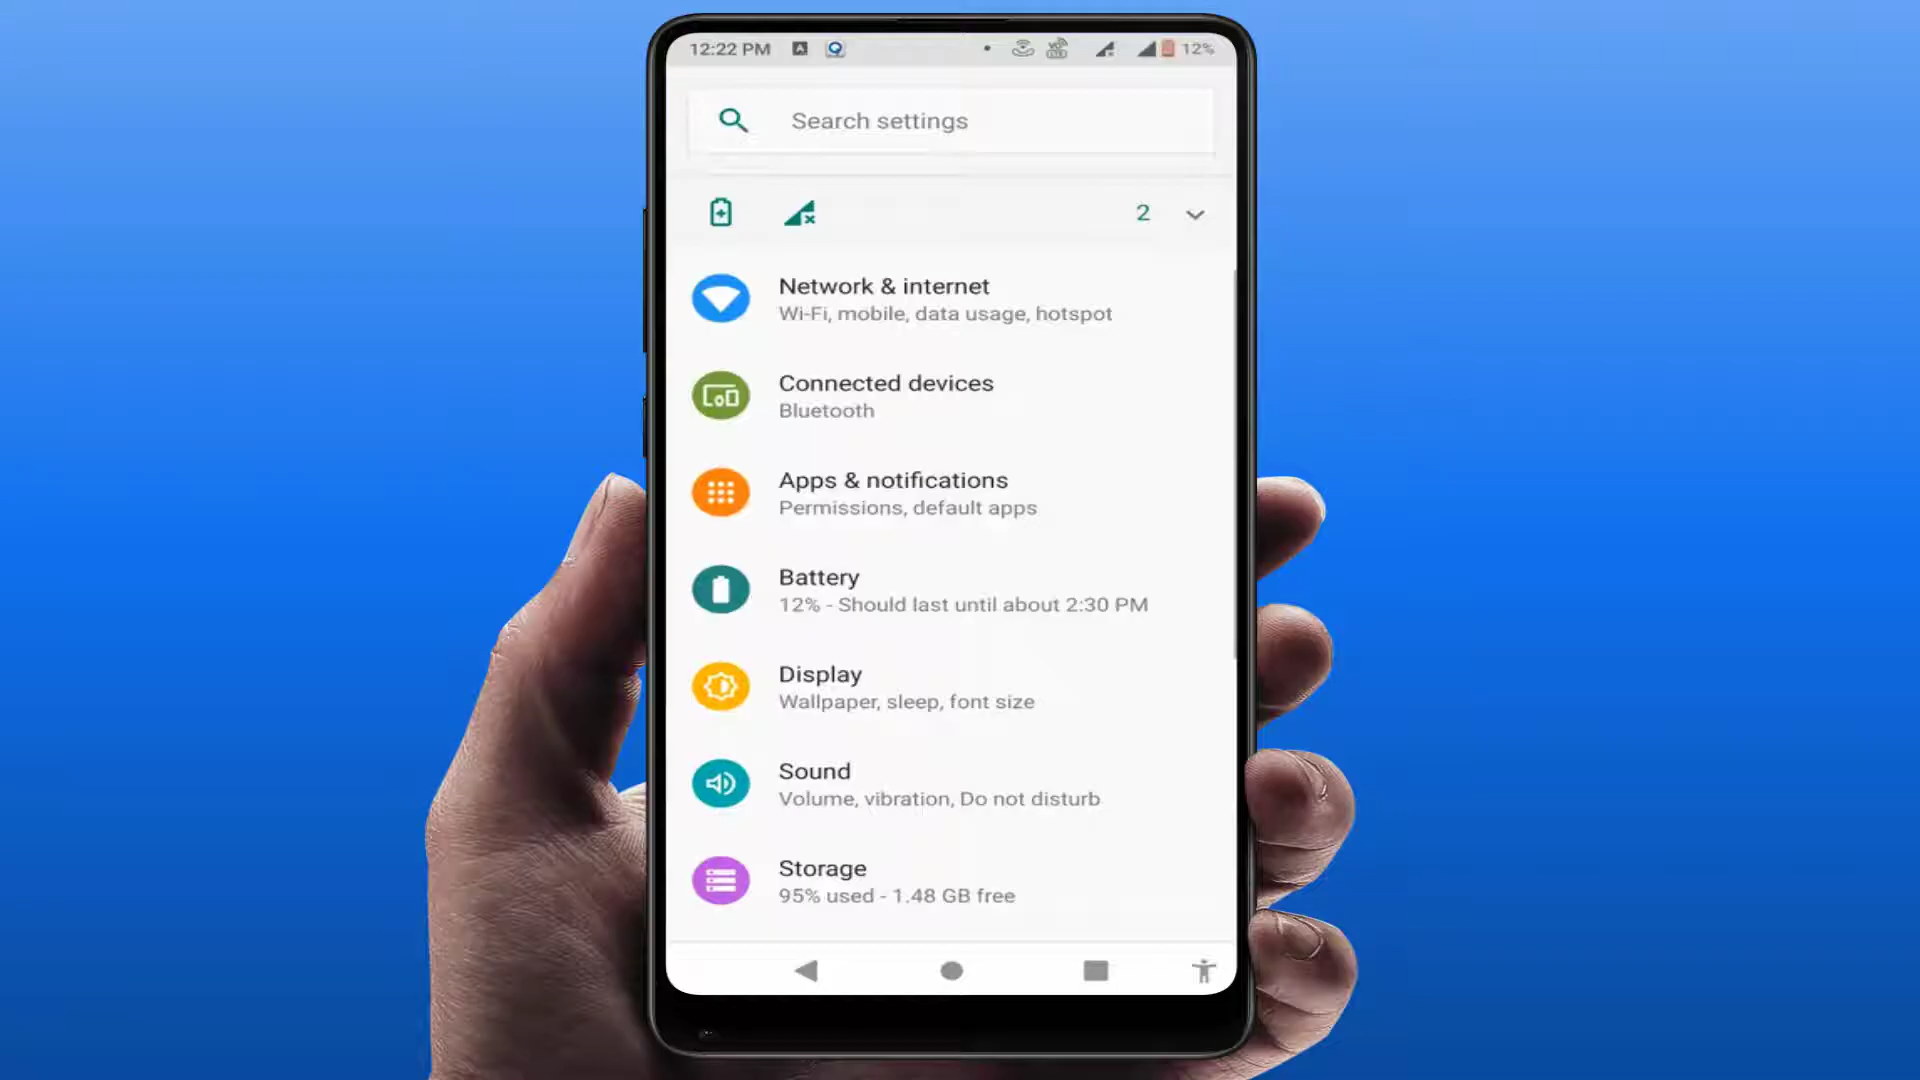 12:22 PM 12%
Search settings
2
Network & internet
Wi-Fi, mobile, data usage, hotspot
Connected devices
Bluetooth
Apps & notifications
Permissions, default apps
Battery
12% - Should last until about 2:30 PM
Display
Wallpaper, sleep, font size
Sound
Volume, vibration, Do not disturb
Storage
95% used - 1.48 GB free